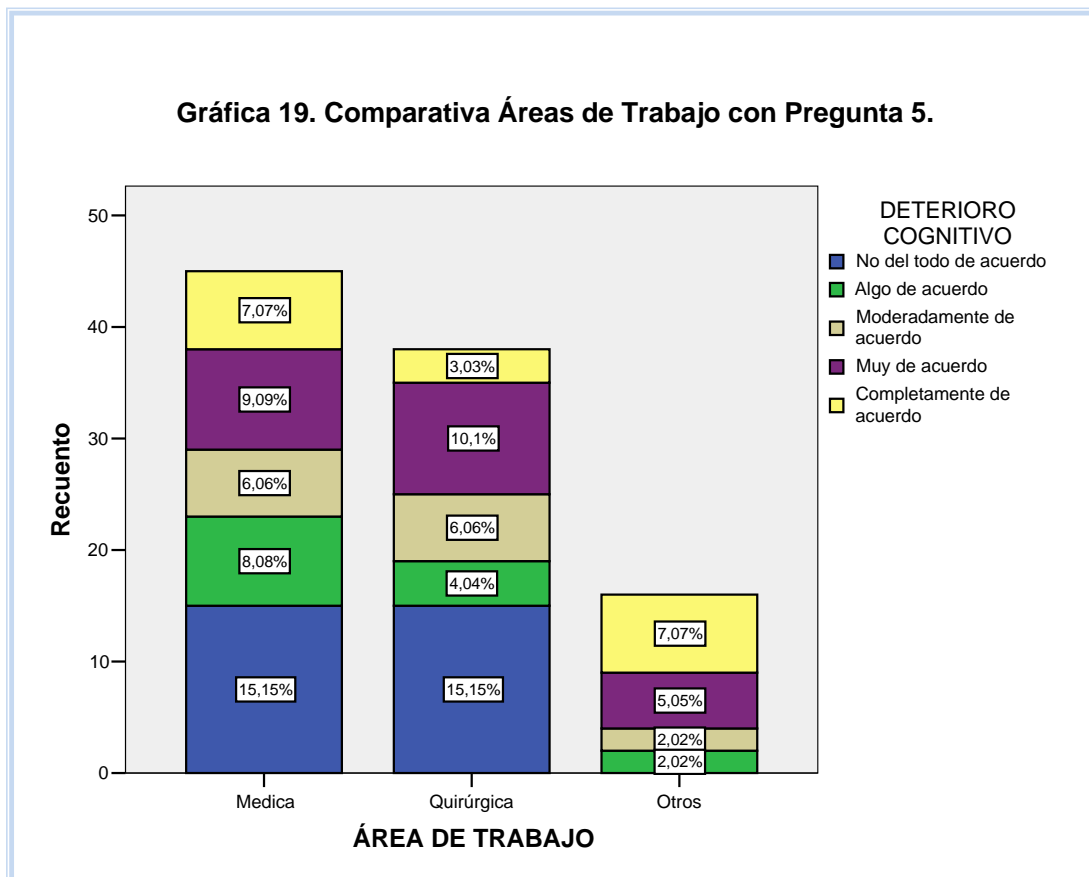 Gráfica 19. Comparativa Áreas de Trabajo con Pregunta 5.
DETERIORO
COGNITIVO
No del todo de acuerdo
Algo de acuerdo
Moderadamente de
acuerdo
Muy de acuerdo
Completamente de
acuerdo
Recuento
50
40
30
20
10
0
7,07%
9,09%
6,06%
8,08%
15,15%
3,03%
10,1%
6,06%
4,04%
15,15%
7,07%
5,05%
2,02%
2,02%
Medica
Quirúrgica
Otros
ÁREA DE TRABAJO